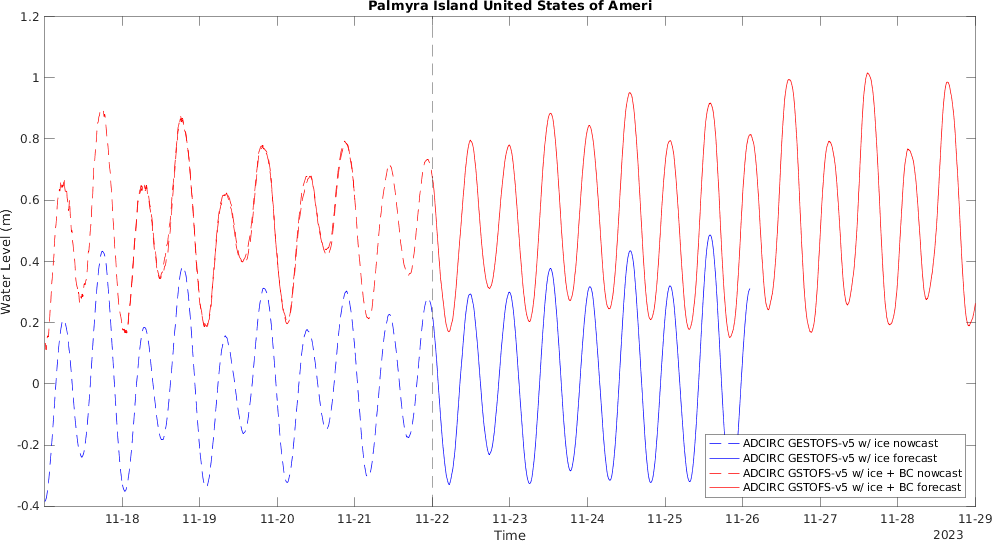 Palmyra Island United States of Ameri
1.2
1
0.8
0.6
0.4
0.2
0
-0.2
-0.4
Water Level (m)
ADCIRC GESTOFS-v5 w/ ice nowcast
ADCIRC GESTOFS-v5 w/ ice forecast
ADCIRC GSTOFS-v5 w/ ice + BC nowcast
ADCIRC GSTOFS-v5 w/ ice + BC forecast
11-18 11-19 11-20 11-21 11-22 11-23 11-24 11-25 11-26 11-27 11-28 11-29
Time
2023